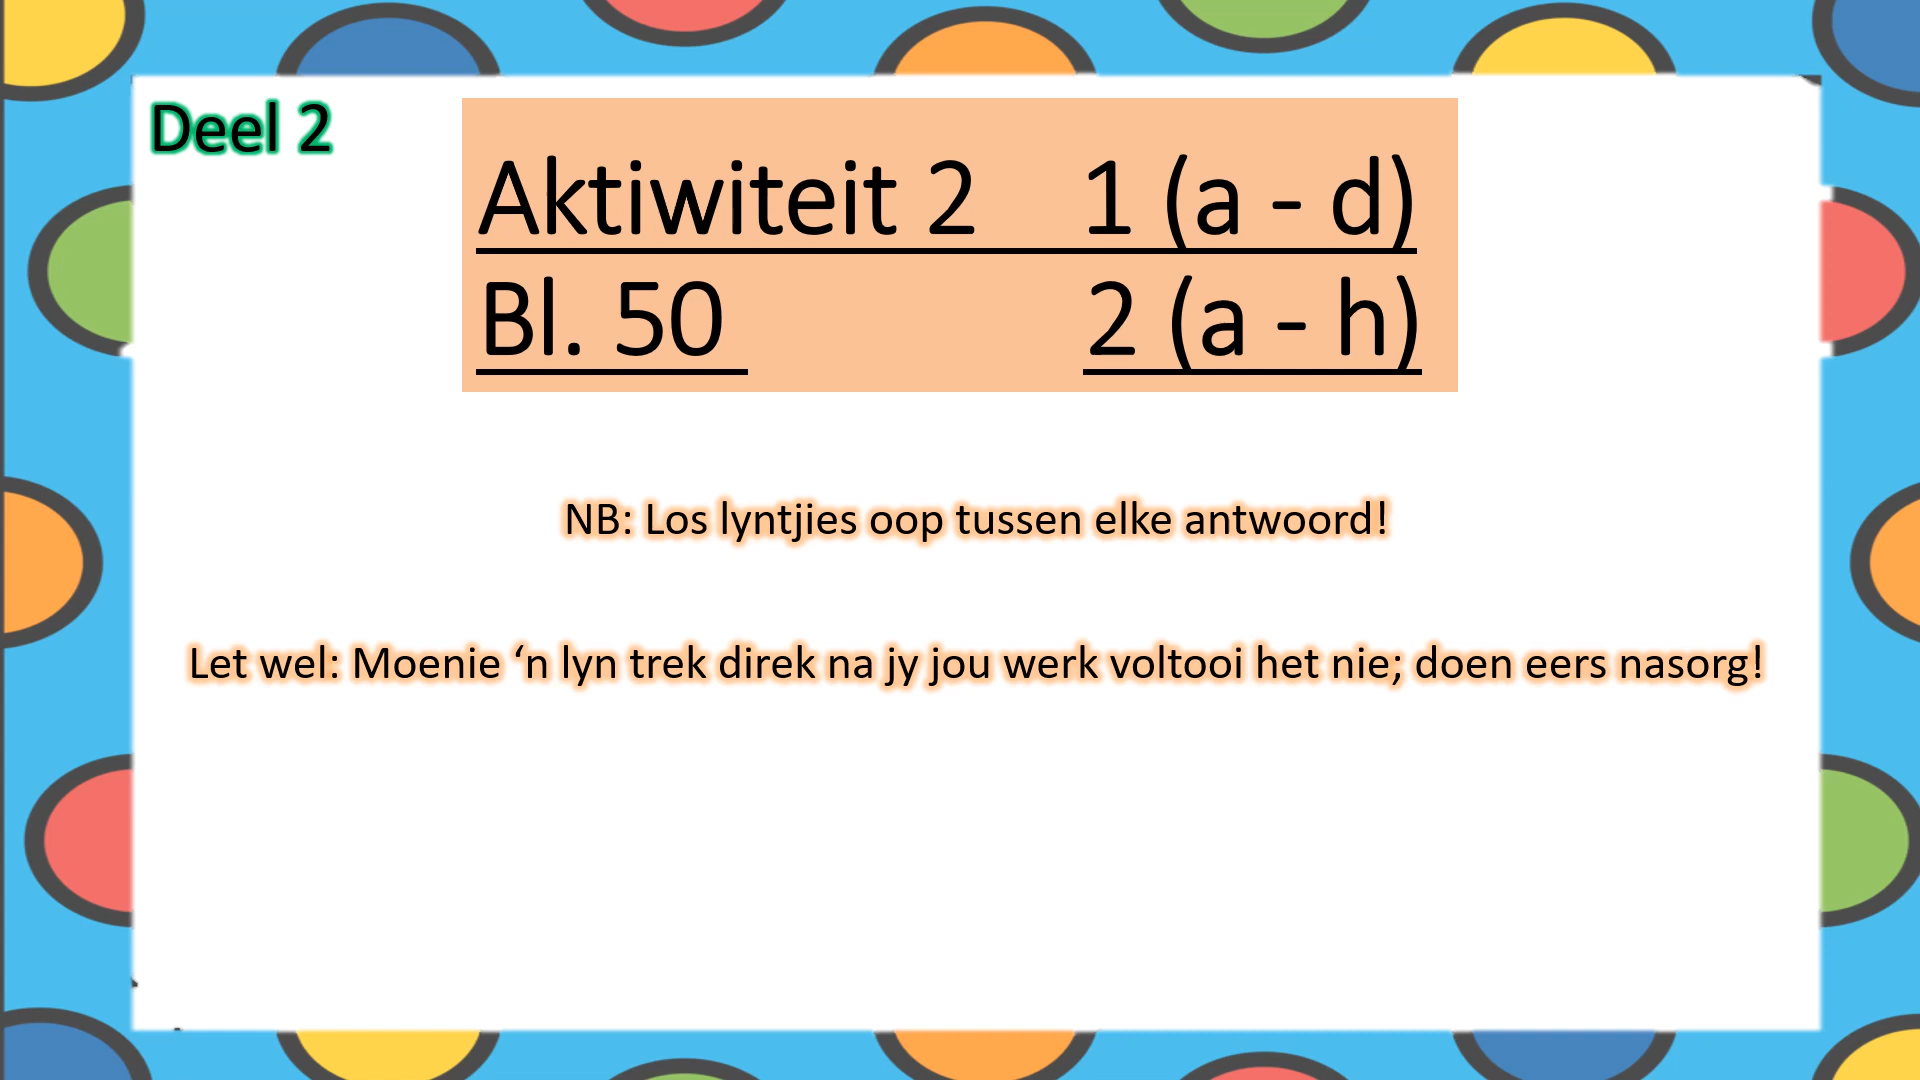 Deel 2
Aktiwiteit 2 1 (a - d)
Bl. 50 2 (a - h)
NB: Los lyntjies oop tussen elke antwoord!
Let wel: Moenie ‘n lyn trek direk na jy jou werk voltooi het nie; doen eers nasorg!